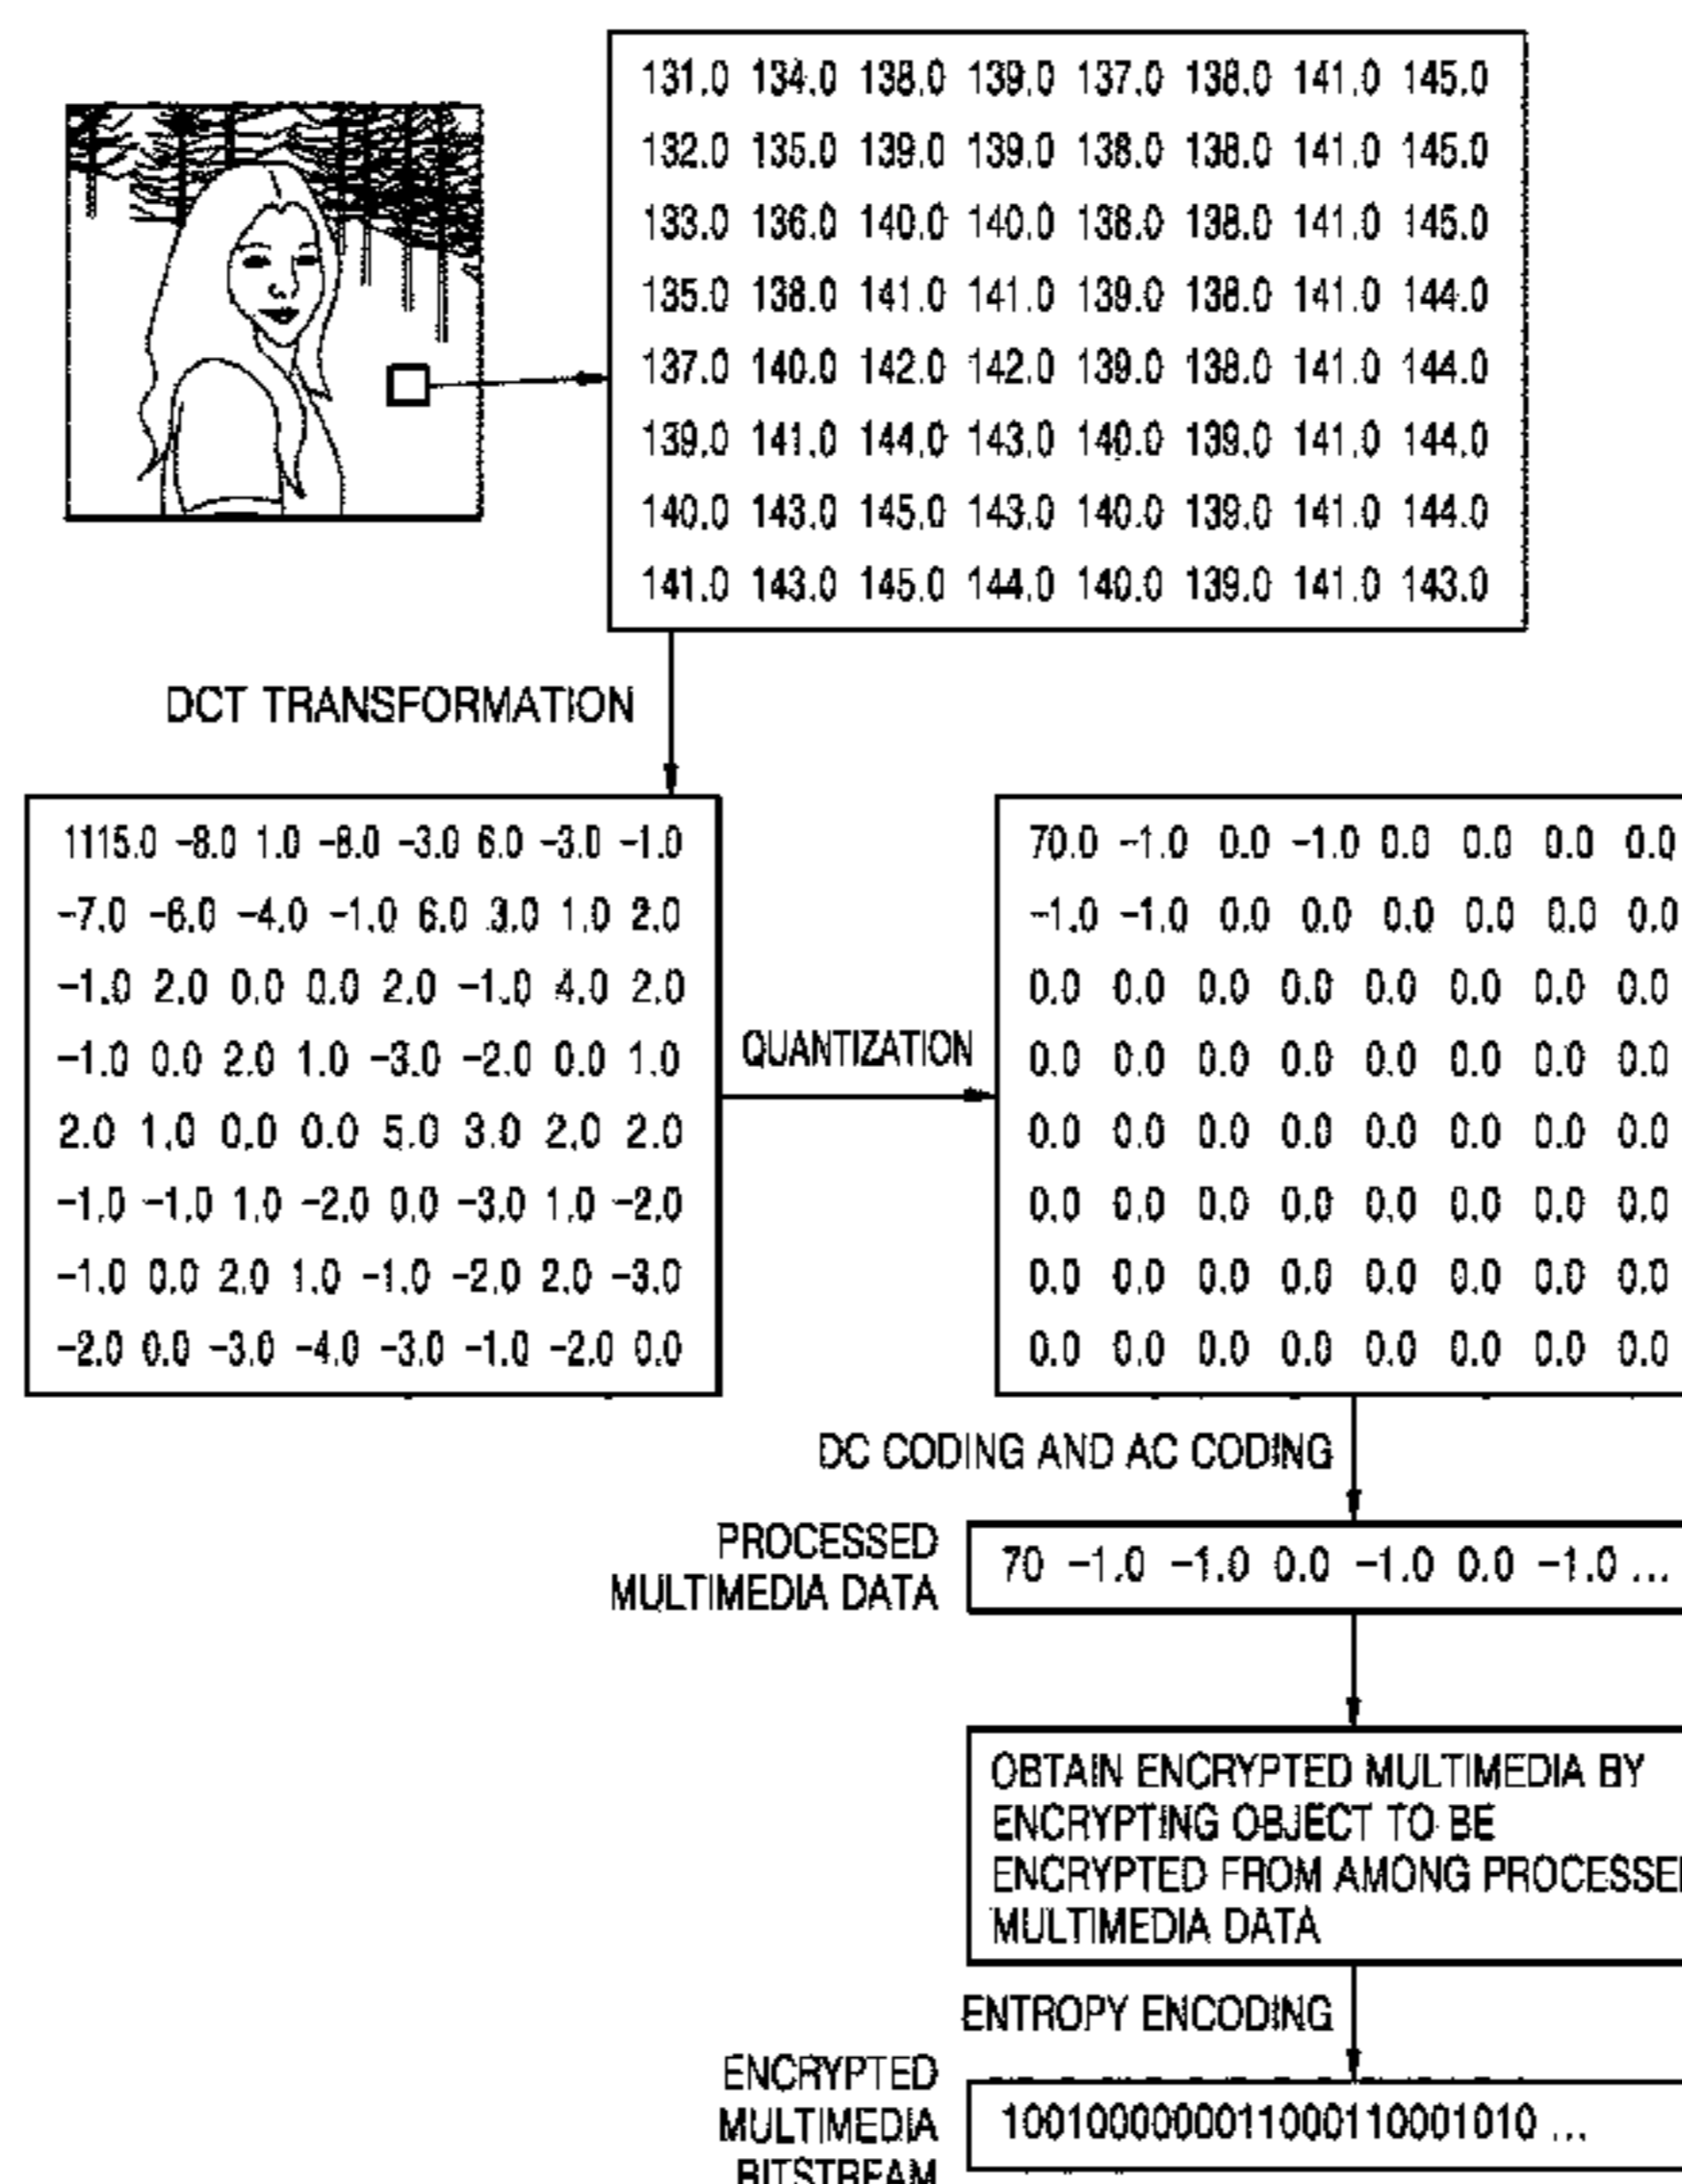 131.0 134.0 138.0 139.0 137.0 138.0 141.0 145.0
132.0 135.0 139.0 139.0 138.0 138.0 141.0 145.0
133.0 136.0 140.0 140.0 138.0 138.0 141.0 145.0
135.0 138.0 141.0 141.0 139.0 138.0 141.0 144.0
137.0 140.0 142.0 142.0 139.0 138.0 141.0 144.0
139.0 141.0 144.0 143.0 140.0 139.0 141.0 144.0
140.0 143.0 145.0 143.0 140.0 139.0 141.0 144.0
141.0 143.0 145.0 144.0 140.0 139.0 141.0 143.0
DCT TRANSFORMATION
1115.0 −8.0 1.0 −8.0 −3.0 6.0 −3.0 −1.0
−7.0 −6.0 −4.0 −1.0 6.0 3.0 1.0 2.0
−1.0 2.0 0.0 0.0 2.0 −1.0 4.0 2.0
−1.0 0.0 2.0 1.0 −3.0 −2.0 0.0 1.0
2.0 1.0 0.0 0.0 5.0 3.0 2.0 2.0
−1.0 −1.0 1.0 −2.0 0.0 −3.0 1.0 −2.0
−1.0 0.0 2.0 1.0 −1.0 −2.0 2.0 −3.0
−2.0 0.0 −3.0 −4.0 −3.0 −1.0 −2.0 0.0
QUANTIZATION
70.0 −1.0 0.0 −1.0 0.0 0.0 0.0 0.0
−1.0 −1.0 0.0 0.0 0.0 0.0 0.0 0.0
0.0 0.0 0.0 0.0 0.0 0.0 0.0 0.0
0.0 0.0 0.0 0.0 0.0 0.0 0.0 0.0
0.0 0.0 0.0 0.0 0.0 0.0 0.0 0.0
0.0 0.0 0.0 0.0 0.0 0.0 0.0 0.0
0.0 0.0 0.0 0.0 0.0 0.0 0.0 0.0
0.0 0.0 0.0 0.0 0.0 0.0 0.0 0.0
DC CODING AND AC CODING
PROCESSED
MULTIMEDIA DATA
70 −1.0 −1.0 0.0 −1.0 0.0 −1.0 ...
OBTAIN ENCRYPTED MULTIMEDIA BY
ENCRYPTING OBJECT TO BE
ENCRYPTED FROM AMONG PROCESSE
MULTIMEDIA DATA
ENTROPY ENCODING
ENCRYPTED
MULTIMEDIA
BITSTREAM
1001000000011000110001010 ...